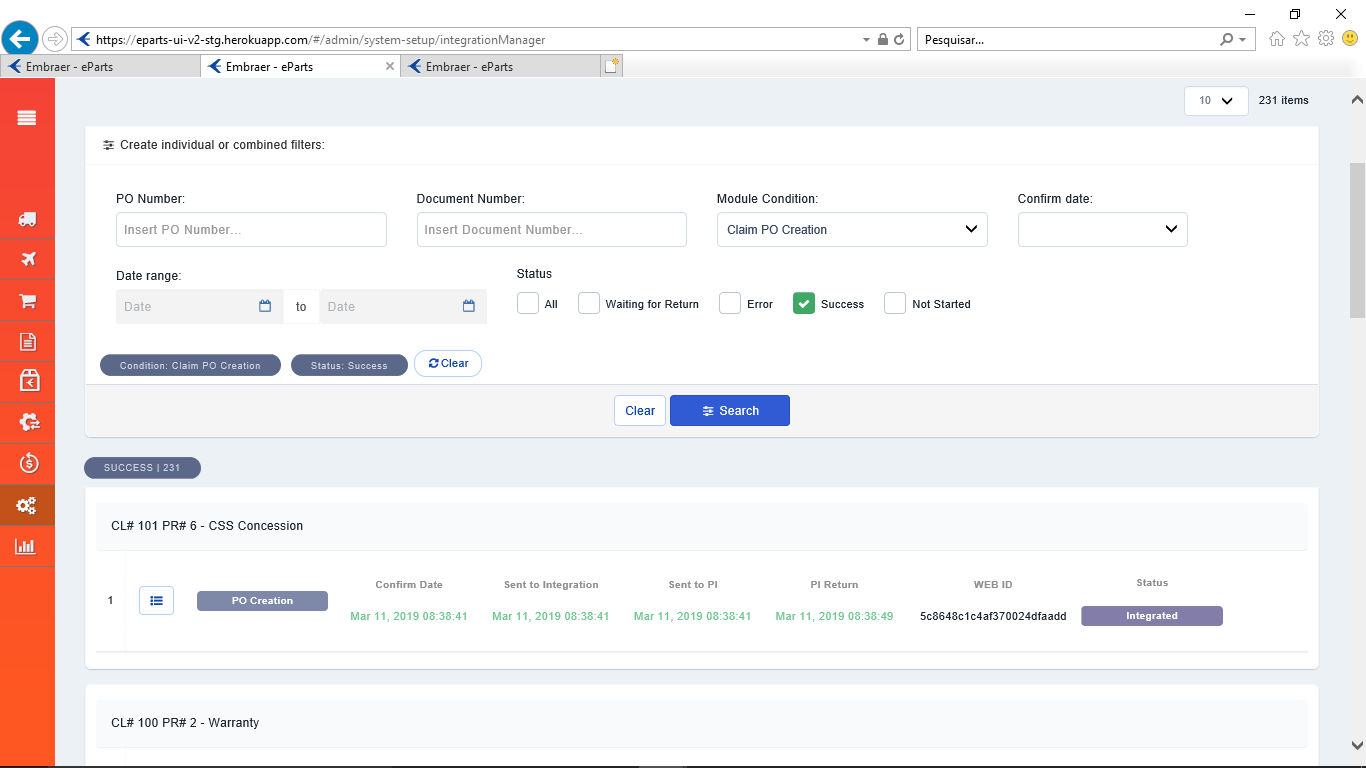 https://eparts-ui-v2-stg.herokuapp.com/#/admin/system-setup/integrationManager
Pesquisar...
Embraer - eParts
Embraer - eParts
Embraer - eParts
10
231 items
Create individual or combined filters:
PO Number:
Document Number:
Module Condition:
Confirm date:
Insert PO Number...
Insert Document Number...
Claim PO Creation
Date range:
Status
Date
to
Date
All
Waiting for Return
Error
Success
Not Started
Condition: Claim PO Creation
Status: Success
Clear
Clear
Search
SUCCESS | 231
CL# 101 PR# 6 - CSS Concession
Confirm Date
Sent to Integration
Sent to PI
PI Return
WEB ID
Status
1
PO Creation
Mar 11, 2019 08:38:41
Mar 11, 2019 08:38:41
Mar 11, 2019 08:38:41
Mar 11, 2019 08:38:49
5c8648c1c4af370024dfaadd
Integrated
CL# 100 PR# 2 - Warranty